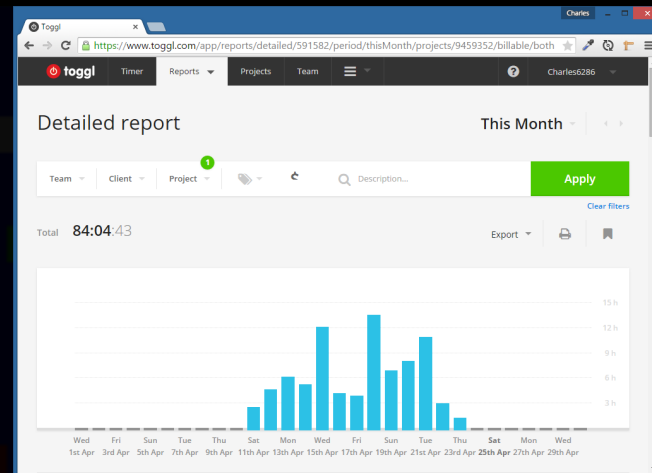 Charles
Toggl
https://www.toggl.com/app/reports/detailed/591582/period/thisMonth/projects/9459352/billable/both
toggl Timer Reports Projects Team Charles6286
Detailed report This Month
1
Team Client Project Description... Apply
Clear filters
Total 84:04:43 Export
15 h
12 h
9 h
6 h
3 h
Wed Fri Sun Tue Thu Sat Mon Wed Fri Sun Tue Thu Sat Mon Wed
1st Apr 3rd Apr 5th Apr 7th Apr 9th Apr 11th Apr 13th Apr 15th Apr 17th Apr 19th Apr 21st Apr 23rd Apr 25th Apr 27th Apr 29th Apr